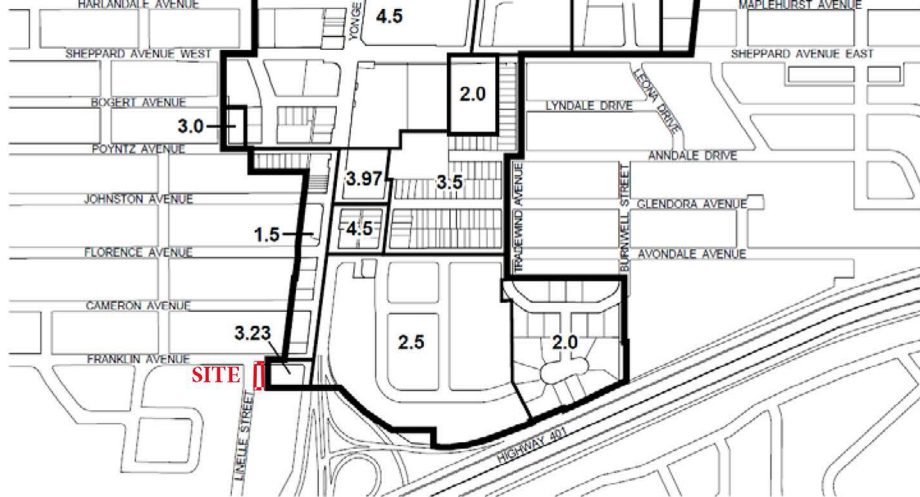 HARLANDALE AVENUE
MAPLEHURST AVENUE
YONGE
4.5
SHEPPARD AVENUE WEST
SHEPPARD AVENUE EAST
BOGERT AVENUE
2.0
LYNDALE DRIVE
LEONA DRIVE
3.0
POYNTZ AVENUE
ANNDALE DRIVE
3.97
3.5
TRADEWIND AVENUE
BURNWELL STREET
JOHNSTON AVENUE
GLENDORA AVENUE
1.5
4.5
FLORENCE AVENUE
AVONDALE AVENUE
CAMERON AVENUE
3.23
2.5
2.0
FRANKLIN AVENUE
SITE
LINELLE STREET
HIGHWAY 401